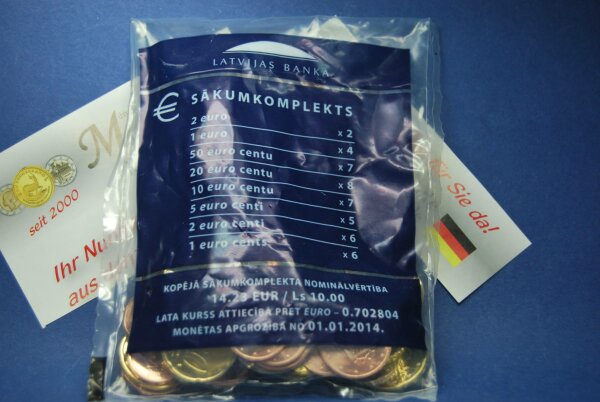 LATVIJAS BANKA
€ SĀKUMKOMPLEKTS
2 euro x 2
1 euro x 4
50 euro centu x 7
20 euro centu x 8
10 euro centu x 7
5 euro centi x 5
2 euro centi x 6
1 euro cents x 6
KOPĒJĀ SĀKUMKOMPLEKTA NOMINĀLVĒRTĪBA
14.23 EUR / Ls 10.00
LATA KURSS ATTIECĪBĀ PRET EURO – 0.702804
MONĒTAS APGROZĪBĀ NO 01.01.2014.
seit 2000
Ihr Nu
aus
für Sie da!